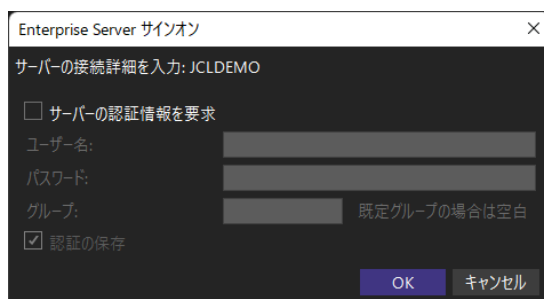 Enterprise Server サインオン
サーバーの接続詳細を入力: JCLDEMO
サーバーの認証情報を要求
ユーザー名:
パスワード:
グループ: 既定グループの場合は空白
認証の保存
OK キャンセル